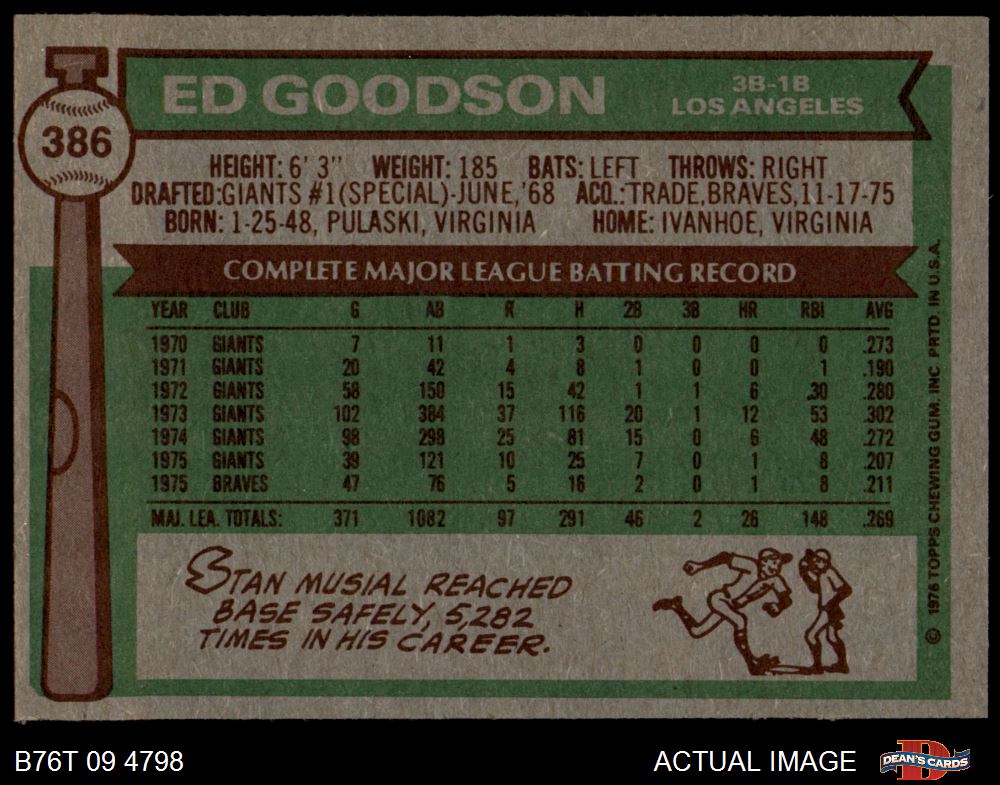 386
ED GOODSON
3B-1B
LOS ANGELES
HEIGHT: 6' 3" WEIGHT: 185 BATS: LEFT THROWS: RIGHT
DRAFTED: GIANTS #1 (SPECIAL)-JUNE, '68 ACQ.: TRADE, BRAVES, 11-17-75
BORN: 1-25-48, PULASKI, VIRGINIA HOME: IVANHOE, VIRGINIA
COMPLETE MAJOR LEAGUE BATTING RECORD
YEAR CLUB G AB R H 2B 3B HR RBI AVG
1970 GIANTS 7 11 1 3 0 0 0 0 .273
1971 GIANTS 20 42 4 8 1 0 0 1 .190
1972 GIANTS 58 150 15 42 1 1 6 30 .280
1973 GIANTS 102 384 37 116 20 1 12 53 .302
1974 GIANTS 98 298 25 81 15 0 6 48 .272
1975 GIANTS 39 121 10 25 7 0 1 8 .207
1975 BRAVES 47 76 5 16 2 0 1 8 .211
MAJ. LEA. TOTALS: 371 1082 97 291 46 2 26 148 .269
STAN MUSIAL REACHED
BASE SAFELY, 5,282
TIMES IN HIS CAREER.
© 1976 TOPPS CHEWING GUM, INC PRTD. IN U.S.A.
B76T 09 4798
ACTUAL IMAGE
DEAN'S CARDS